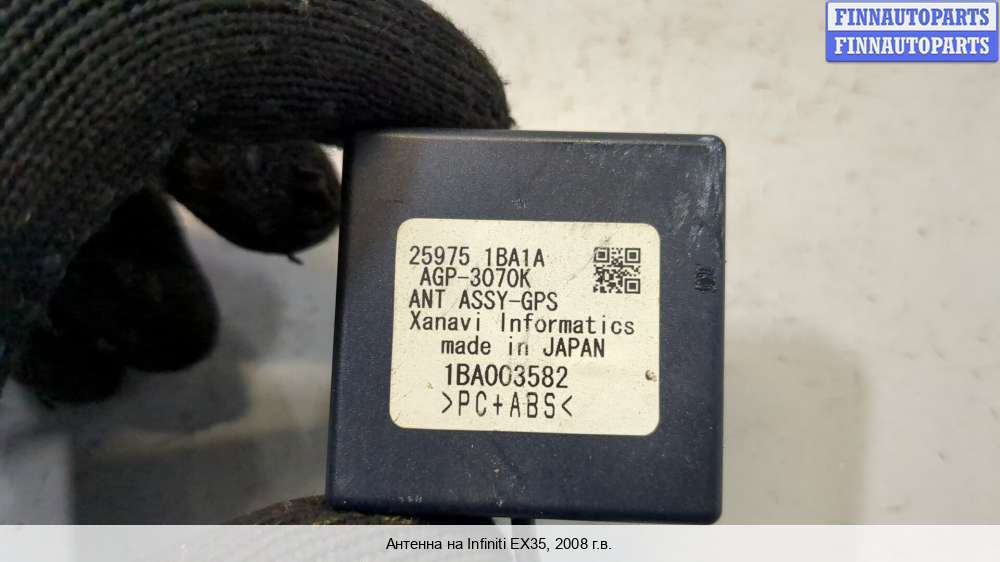 FINNAUTOPARTS
FINNAUTOPARTS
25975 1BA1A
AGP-3070K
ANT ASSY-GPS
Xanavi Informatics
made in JAPAN
1BA003582
>PC+ABS<
Антенна на Infiniti EX35, 2008 г.в.